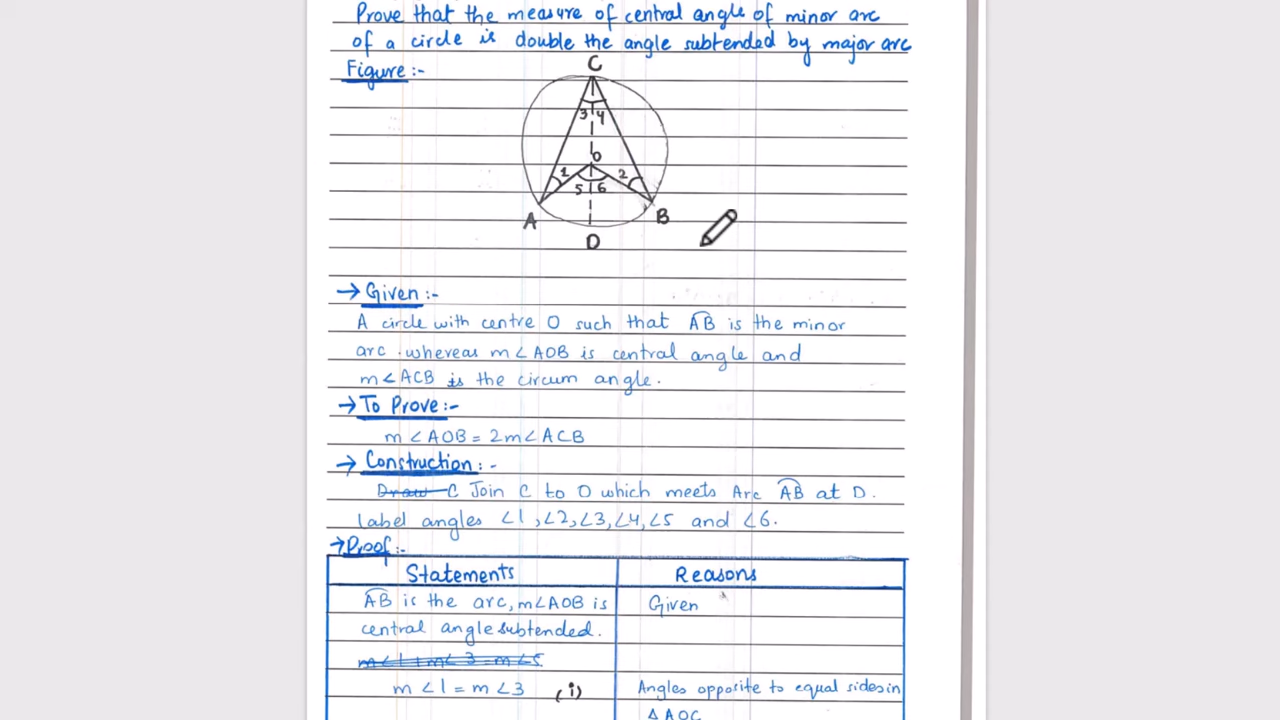 Prove that the measure of central angle of minor arc
of a circle is double the angle subtended by major arc
Figure :-
C
3 4
O
1 2
5 6
A B
D
→ Given :-
A circle with centre O such that AB is the minor
arc . whereas m∠AOB is central angle and
m∠ACB is the circum angle.
→ To Prove :-
m∠AOB = 2m∠ACB
→ Construction :-
Draw C Join C to O which meets Arc AB at D.
Label angles ∠1, ∠2, ∠3, ∠4, ∠5 and ∠6.
→ Proof :-
Statements Reasons
AB is the arc, m∠AOB is Given
central angle subtended.
m∠1 + m∠3 = m∠5
m∠1 = m∠3 (i) Angles opposite to equal sides in
△AOC